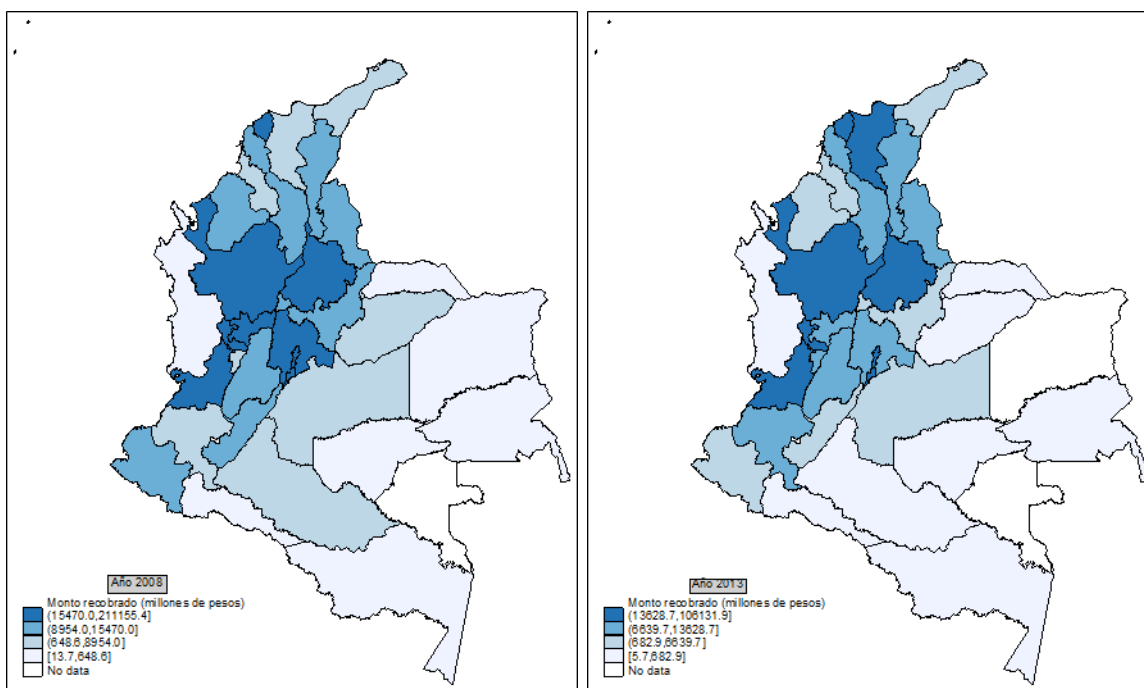 Año 2008
Monto recobrado (millones de pesos)
(15470.0,211155.4]
(8954.0,15470.0]
(648.6,8954.0]
[13.7,648.6]
No data
Año 2013
Monto recobrado (millones de pesos)
(13628.7,106131.9]
(6639.7,13628.7]
(682.9,6639.7]
[5.7,682.9]
No data